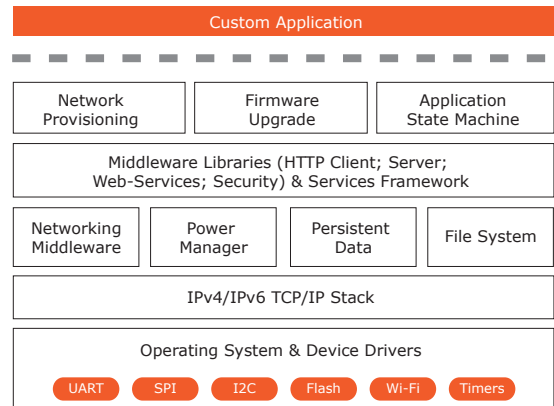 Custom Application
Network
Provisioning
Firmware
Upgrade
Application
State Machine
Middleware Libraries (HTTP Client; Server;
Web-Services; Security) & Services Framework
Networking
Middleware
Power
Manager
Persistent
Data
File System
IPv4/IPv6 TCP/IP Stack
Operating System & Device Drivers
UART
SPI
I2C
Flash
Wi-Fi
Timers